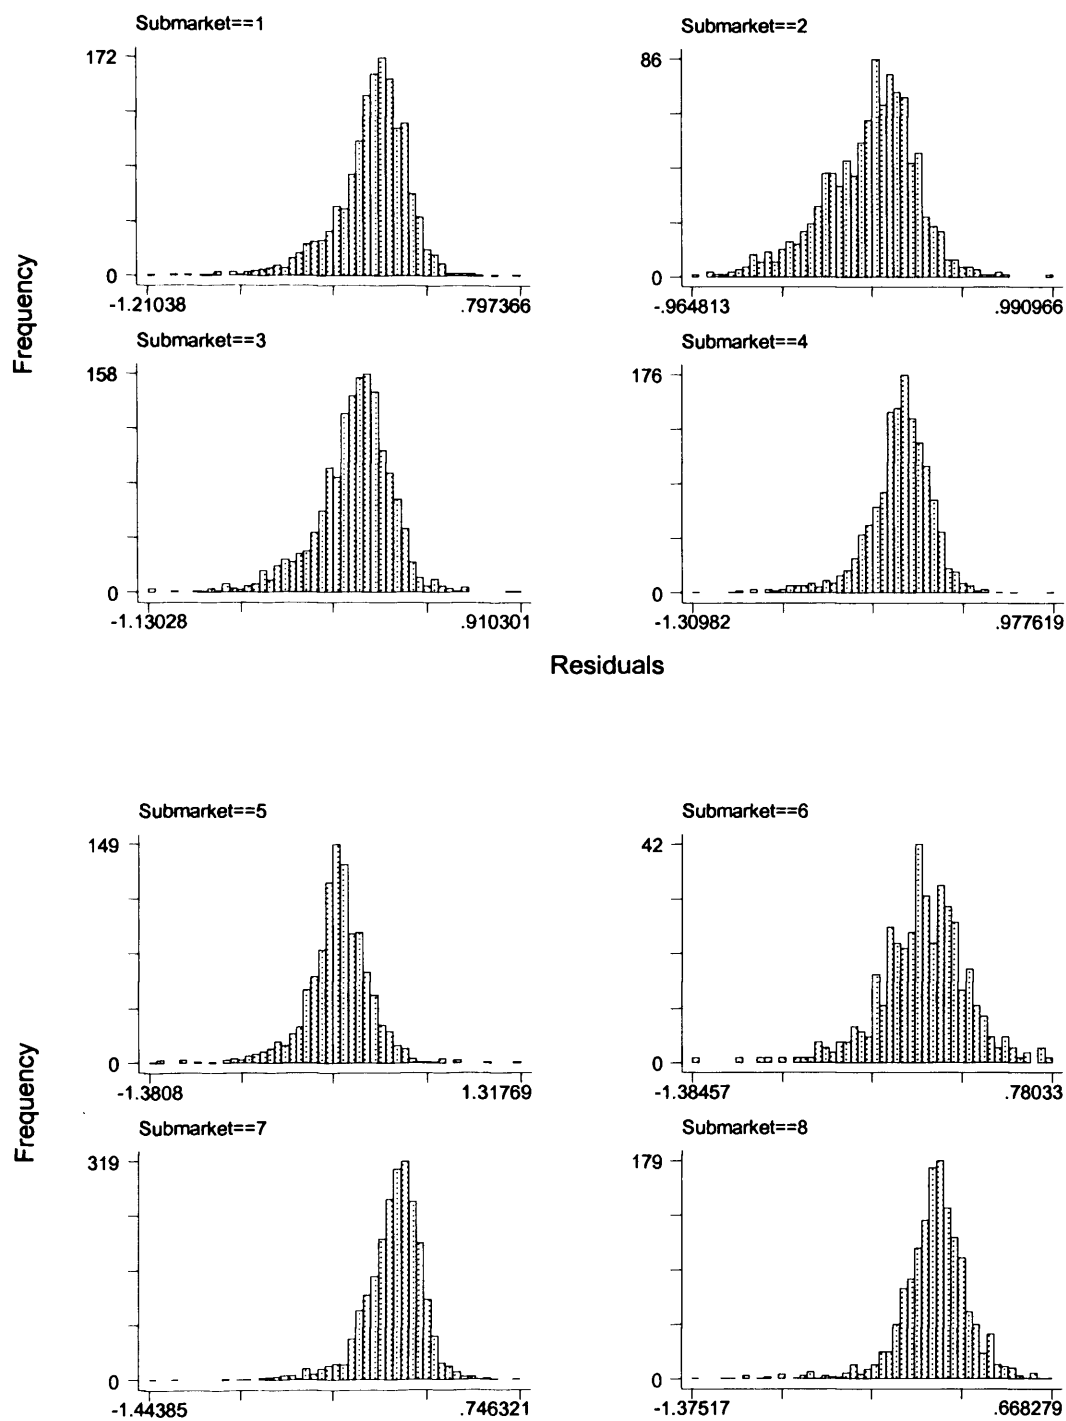 Submarket==1
Submarket==2
172
0
-1.21038
.797366
86
0
-.964813
.990966
Submarket==3
Submarket==4
158
0
-1.13028
.910301
176
0
-1.30982
.977619
Frequency
Residuals
Submarket==5
Submarket==6
149
0
-1.3808
1.31769
42
0
-1.38457
.78033
Submarket==7
Submarket==8
319
0
-1.44385
.746321
179
0
-1.37517
.668279
Frequency